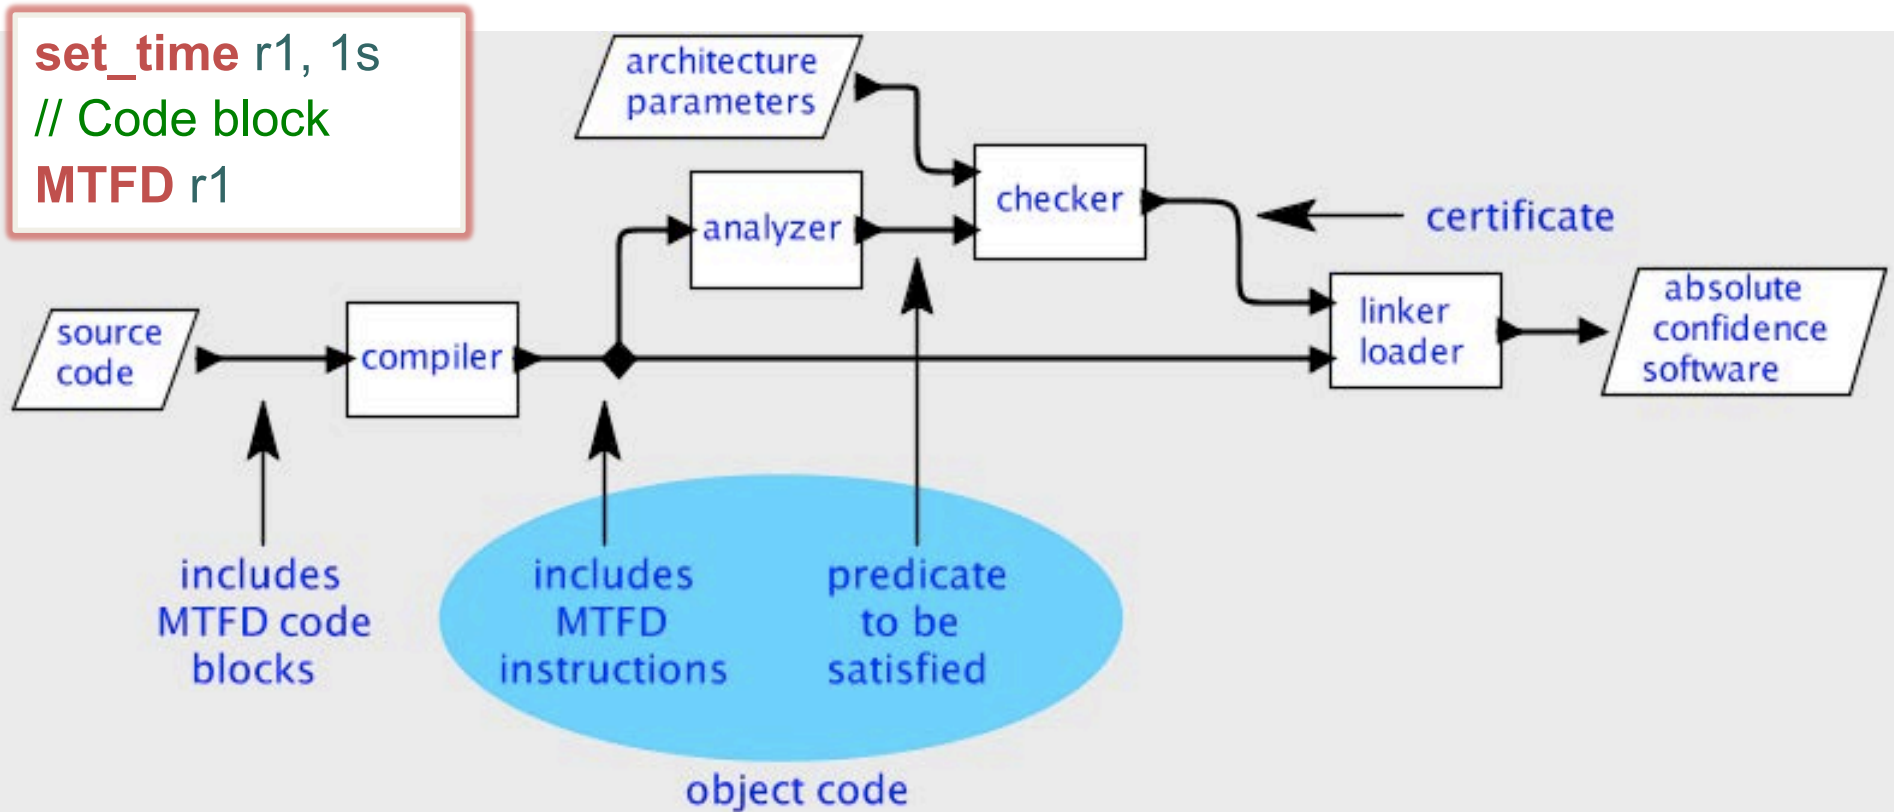 set_time r1, 1s
// Code block
MTFD r1
architecture
parameters
checker
analyzer
certificate
source
code
compiler
linker
loader
absolute
confidence
software
includes
MTFD code
blocks
includes
MTFD
instructions
predicate
to be
satisfied
object code